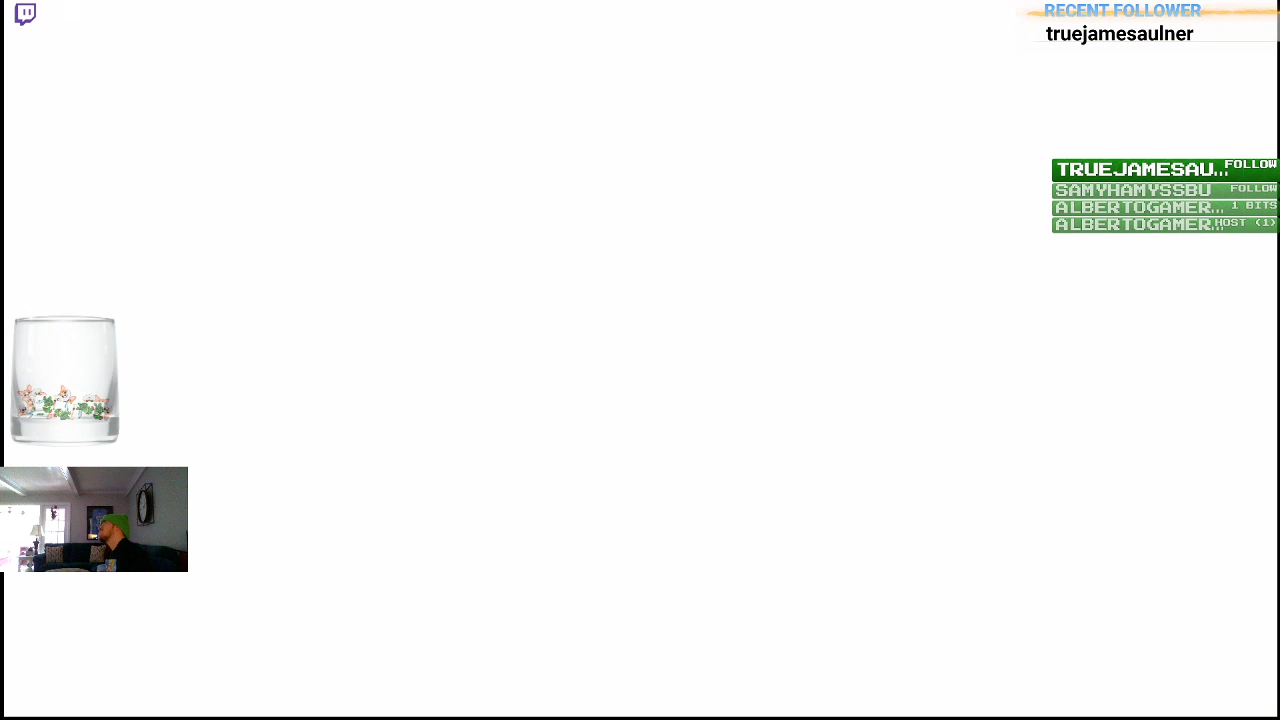 RECENT FOLLOWER
truejamesaulner
TRUEJAMESAU... FOLLOW
SAMYHAMYSSBU FOLLOW
ALBERTOGAMER... 1 BITS
ALBERTOGAMER... HOST (1)